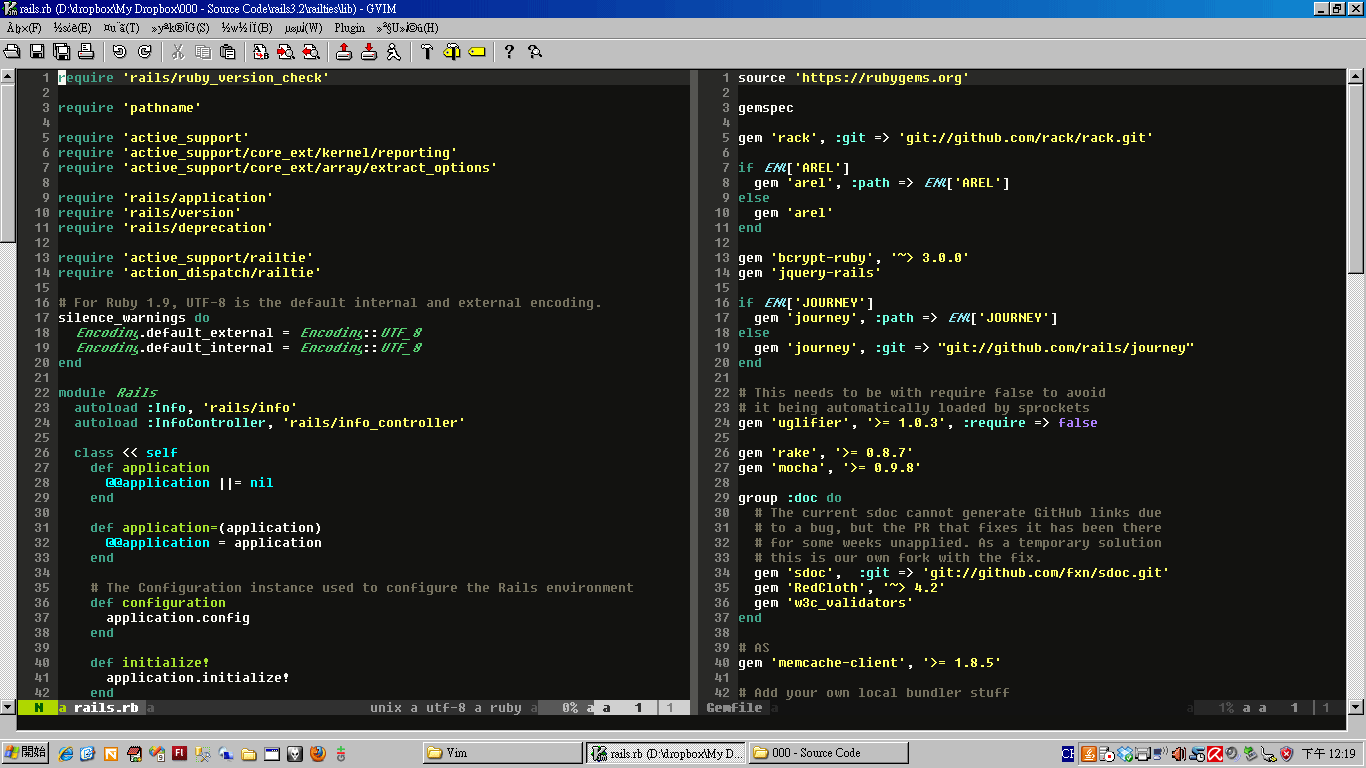 rails.rb (D:\dropbox\My Dropbox\000 - Source Code\rails3.2\railties\lib) - GVIM
Plugin
1 require 'rails/ruby_version_check'
2
3 require 'pathname'
4
5 require 'active_support'
6 require 'active_support/core_ext/kernel/reporting'
7 require 'active_support/core_ext/array/extract_options'
8
9 require 'rails/application'
10 require 'rails/version'
11 require 'rails/deprecation'
12
13 require 'active_support/railtie'
14 require 'action_dispatch/railtie'
15
16 # For Ruby 1.9, UTF-8 is the default internal and external encoding.
17 silence_warnings do
18 Encoding.default_external = Encoding::UTF_8
19 Encoding.default_internal = Encoding::UTF_8
20 end
21
22 module Rails
23 autoload :Info, 'rails/info'
24 autoload :InfoController, 'rails/info_controller'
25
26 class << self
27 def application
28 @@application ||= nil
29 end
30
31 def application=(application)
32 @@application = application
33 end
34
35 # The Configuration instance used to configure the Rails environment
36 def configuration
37 application.config
38 end
39
40 def initialize!
41 application.initialize!
42 end
N a rails.rb a unix a utf-8 a ruby a 0% a a 1 | 1
1 source 'https://rubygems.org'
2
3 gemspec
4
5 gem 'rack', :git => 'git://github.com/rack/rack.git'
6
7 if ENV['AREL']
8 gem 'arel', :path => ENV['AREL']
9 else
10 gem 'arel'
11 end
12
13 gem 'bcrypt-ruby', '~> 3.0.0'
14 gem 'jquery-rails'
15
16 if ENV['JOURNEY']
17 gem 'journey', :path => ENV['JOURNEY']
18 else
19 gem 'journey', :git => "git://github.com/rails/journey"
20 end
21
22 # This needs to be with require false to avoid
23 # it being automatically loaded by sprockets
24 gem 'uglifier', '>= 1.0.3', :require => false
25
26 gem 'rake', '>= 0.8.7'
27 gem 'mocha', '>= 0.9.8'
28
29 group :doc do
30 # The current sdoc cannot generate GitHub links due
31 # to a bug, but the PR that fixes it has been there
32 # for some weeks unapplied. As a temporary solution
33 # this is our own fork with the fix.
34 gem 'sdoc', :git => 'git://github.com/fxn/sdoc.git'
35 gem 'RedCloth', '~> 4.2'
36 gem 'w3c_validators'
37 end
38
39 # AS
40 gem 'memcache-client', '>= 1.8.5'
41
42 # Add your own local bundler stuff
Gemfile a a 1% a a 1 | 1
開始 Vim rails.rb (D:\dropbox\My D... 000 - Source Code CH 下午 12:19